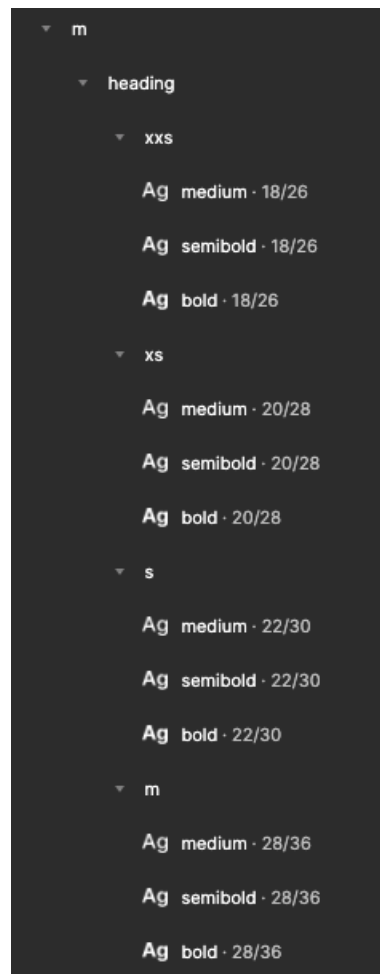 m
heading
xxs
Ag medium · 18/26
Ag semibold · 18/26
Ag bold · 18/26
xs
Ag medium · 20/28
Ag semibold · 20/28
Ag bold · 20/28
s
Ag medium · 22/30
Ag semibold · 22/30
Ag bold · 22/30
m
Ag medium · 28/36
Ag semibold · 28/36
Ag bold · 28/36